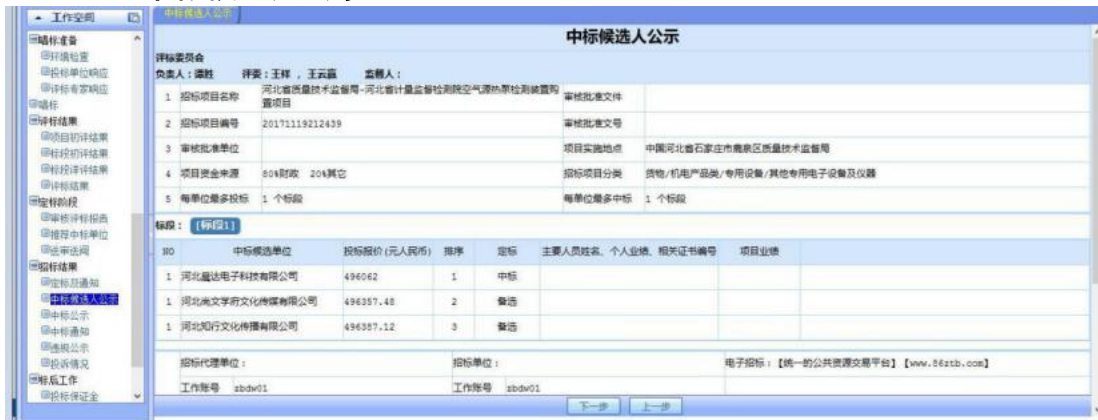 工作空间
唱标准备
环境检查
投标单位响应
评标专家响应
唱标
评标结果
项目初评结果
标段初评结果
标段详评结果
评标结果
定标阶段
审核评标报告
推荐中标单位
送审送阅
招标结果
定标及通知
中标候选人公示
中标公示
中标通知
违规公示
投诉情况
标后工作
投标保证金
中标候选人公示
中标候选人公示
评标委员会
负责人：谭胜 评委：王样 ，王云赢 监督人：
1 招标项目名称 河北省质量技术监督局-河北省计量监督检测院空气源热泵检测装置购置项目 审核批准文件
2 招标项目编号 20171119212439 审核批准文号
3 审核批准单位 项目实施地点 中国河北省石家庄市鹿泉区质量技术监督局
4 项目资金来源 80%财政 20%其它 招标项目分类 货物/机电产品类/专用设备/其他专用电子设备及仪器
5 每单位最多投标 1 个标段 每单位最多中标 1 个标段
标段： [标段1]
NO 中标候选单位 投标报价(元人民币) 排序 定标 主要人员姓名、个人业绩、相关证书编号 项目业绩
1 河北晟达电子科技有限公司 496062 1 中标
1 河北尚文学府文化传媒有限公司 496357.48 2 备选
1 河北知行文化传播有限公司 496387.12 3 备选
招标代理单位： 招标单位： 电子招标：【统一的公共资源交易平台】【www.86ztb.com】
工作账号 zbdw01 工作账号 zbdw01
下一步 上一步